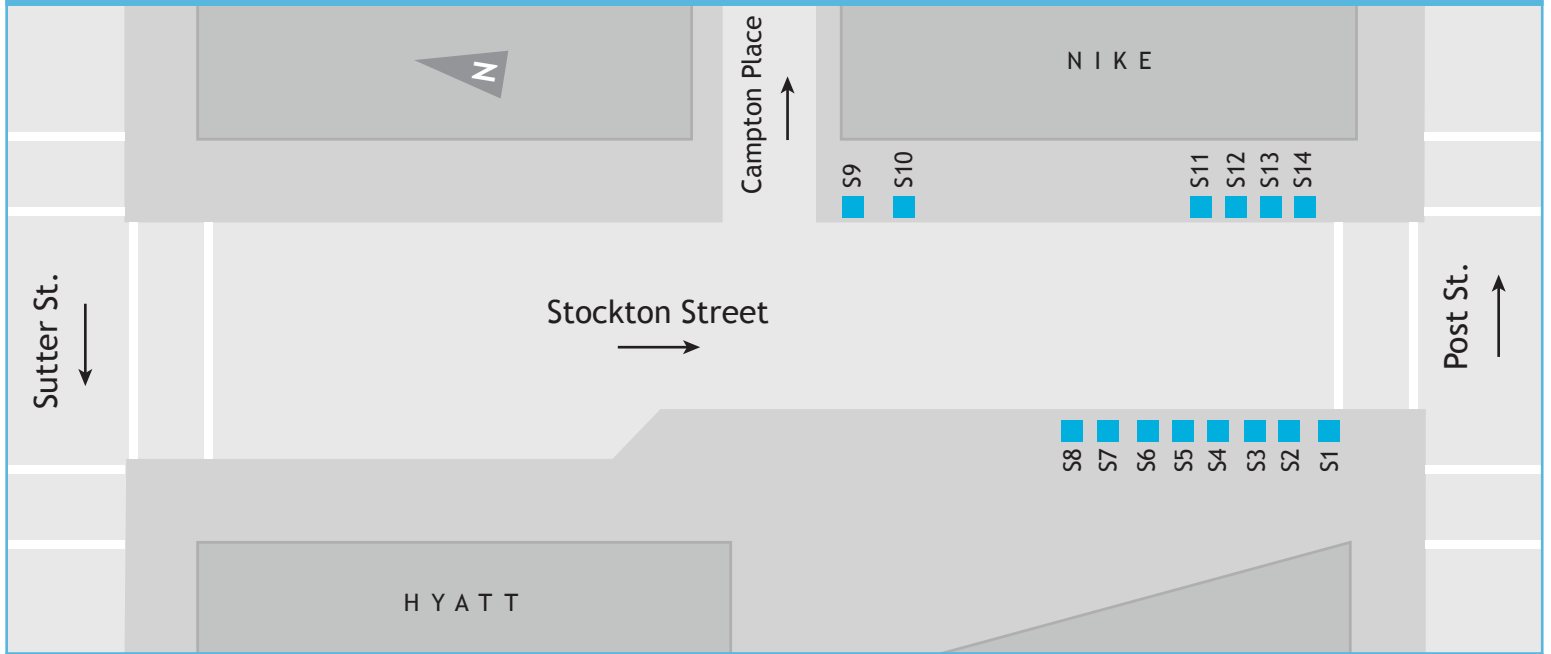 N
Campton Place
NIKE
S9
S10
S11
S12
S13
S14
Sutter St.
Stockton Street
Post St.
S8
S7
S6
S5
S4
S3
S2
S1
HYATT